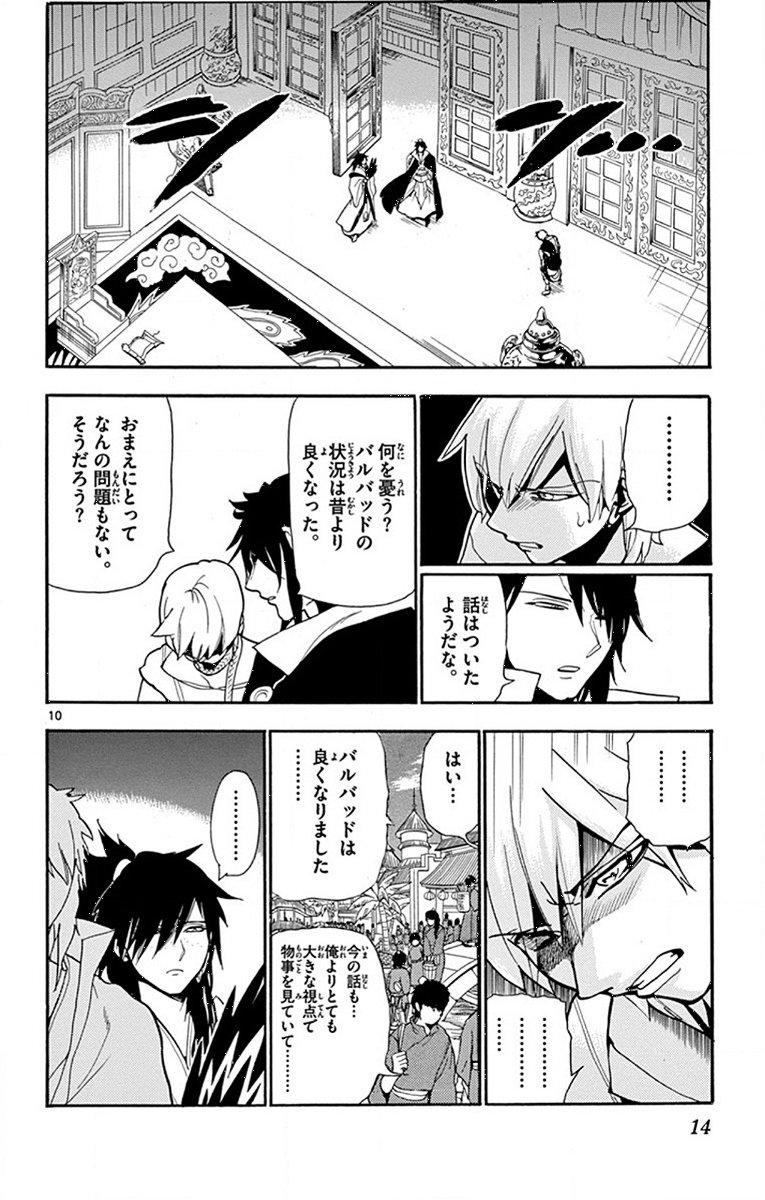 シーン・・・
………
話はついた
ようだな。
何を憂う？
バルバッドの
状況は昔より
良くなった。
おまえにとって
なんの問題もない。
そうだろう？
10
………
………
はい…
バルバッドは
良くなりました
………
今の話も…
俺よりとても
大きな視点で
物事を見ていて……
………
14